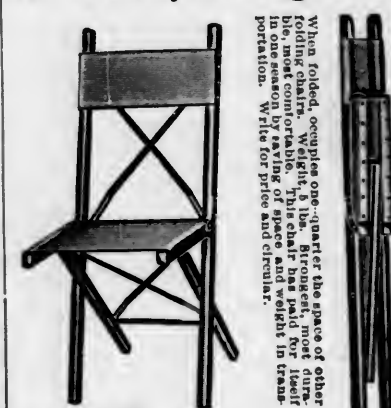 When folded, occupies one-quarter the space of other
folding chairs. Weight, 5 lbs. Strongest, most dura-
ble, most comfortable. This chair has paid for itself
in one season by saving of space and weight in trans-
portation. Write for price and circular.